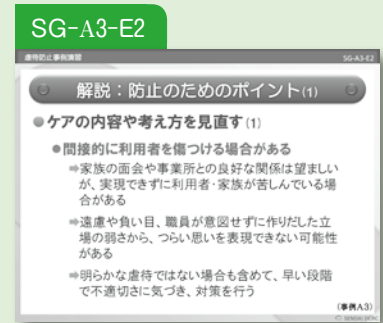 SG-A3-E2
虐待防止事例演習 SG-A3-E2
解説：防止のためのポイント(1)
●ケアの内容や考え方を見直す(1)
●間接的に利用者を傷つける場合がある
⇒家族の面会や事業所との良好な関係は望ましい
が、実現できずに利用者・家族が苦しんでいる場
合がある
⇒遠慮や負い目、職員が意図せずに作りだした立
場の弱さから、つらい思いを表現できない可能性
がある
⇒明らかな虐待ではない場合も含めて、早い段階
で不適切さに気づき、対策を行う
(事例A3)
© SENDAI DCRC